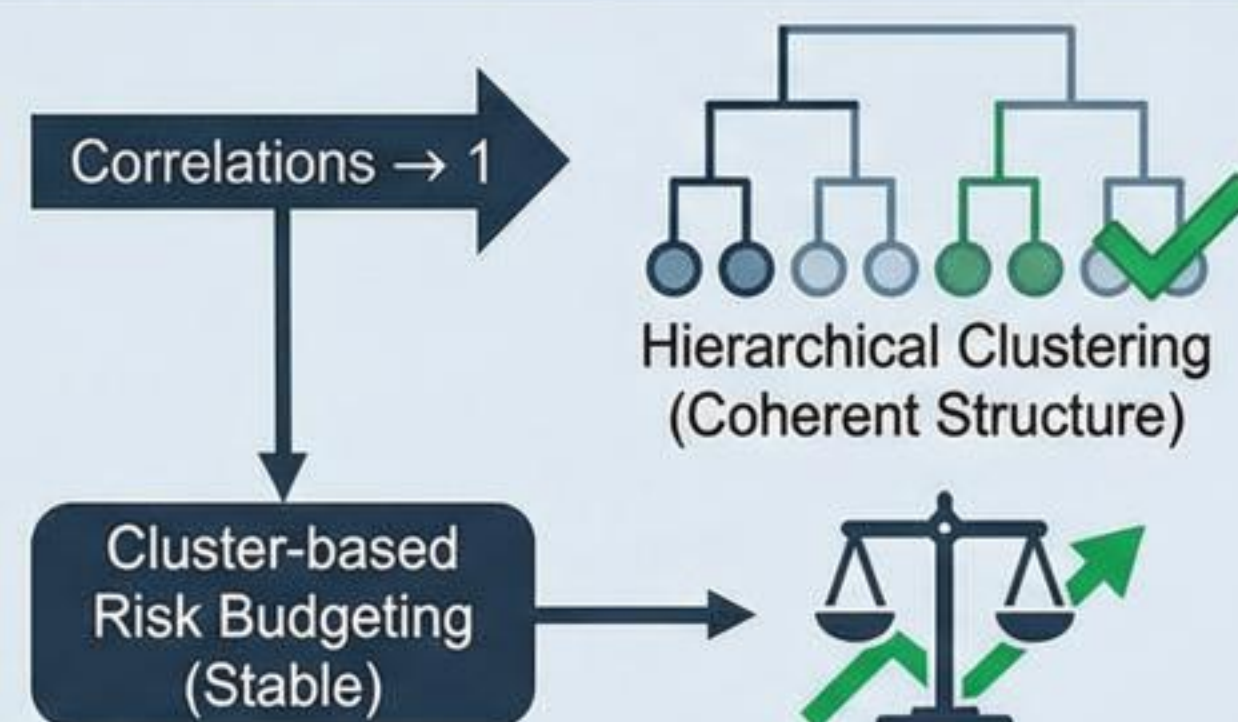 Correlations → 1
Hierarchical Clustering
(Coherent Structure)
Cluster-based
Risk Budgeting
(Stable)